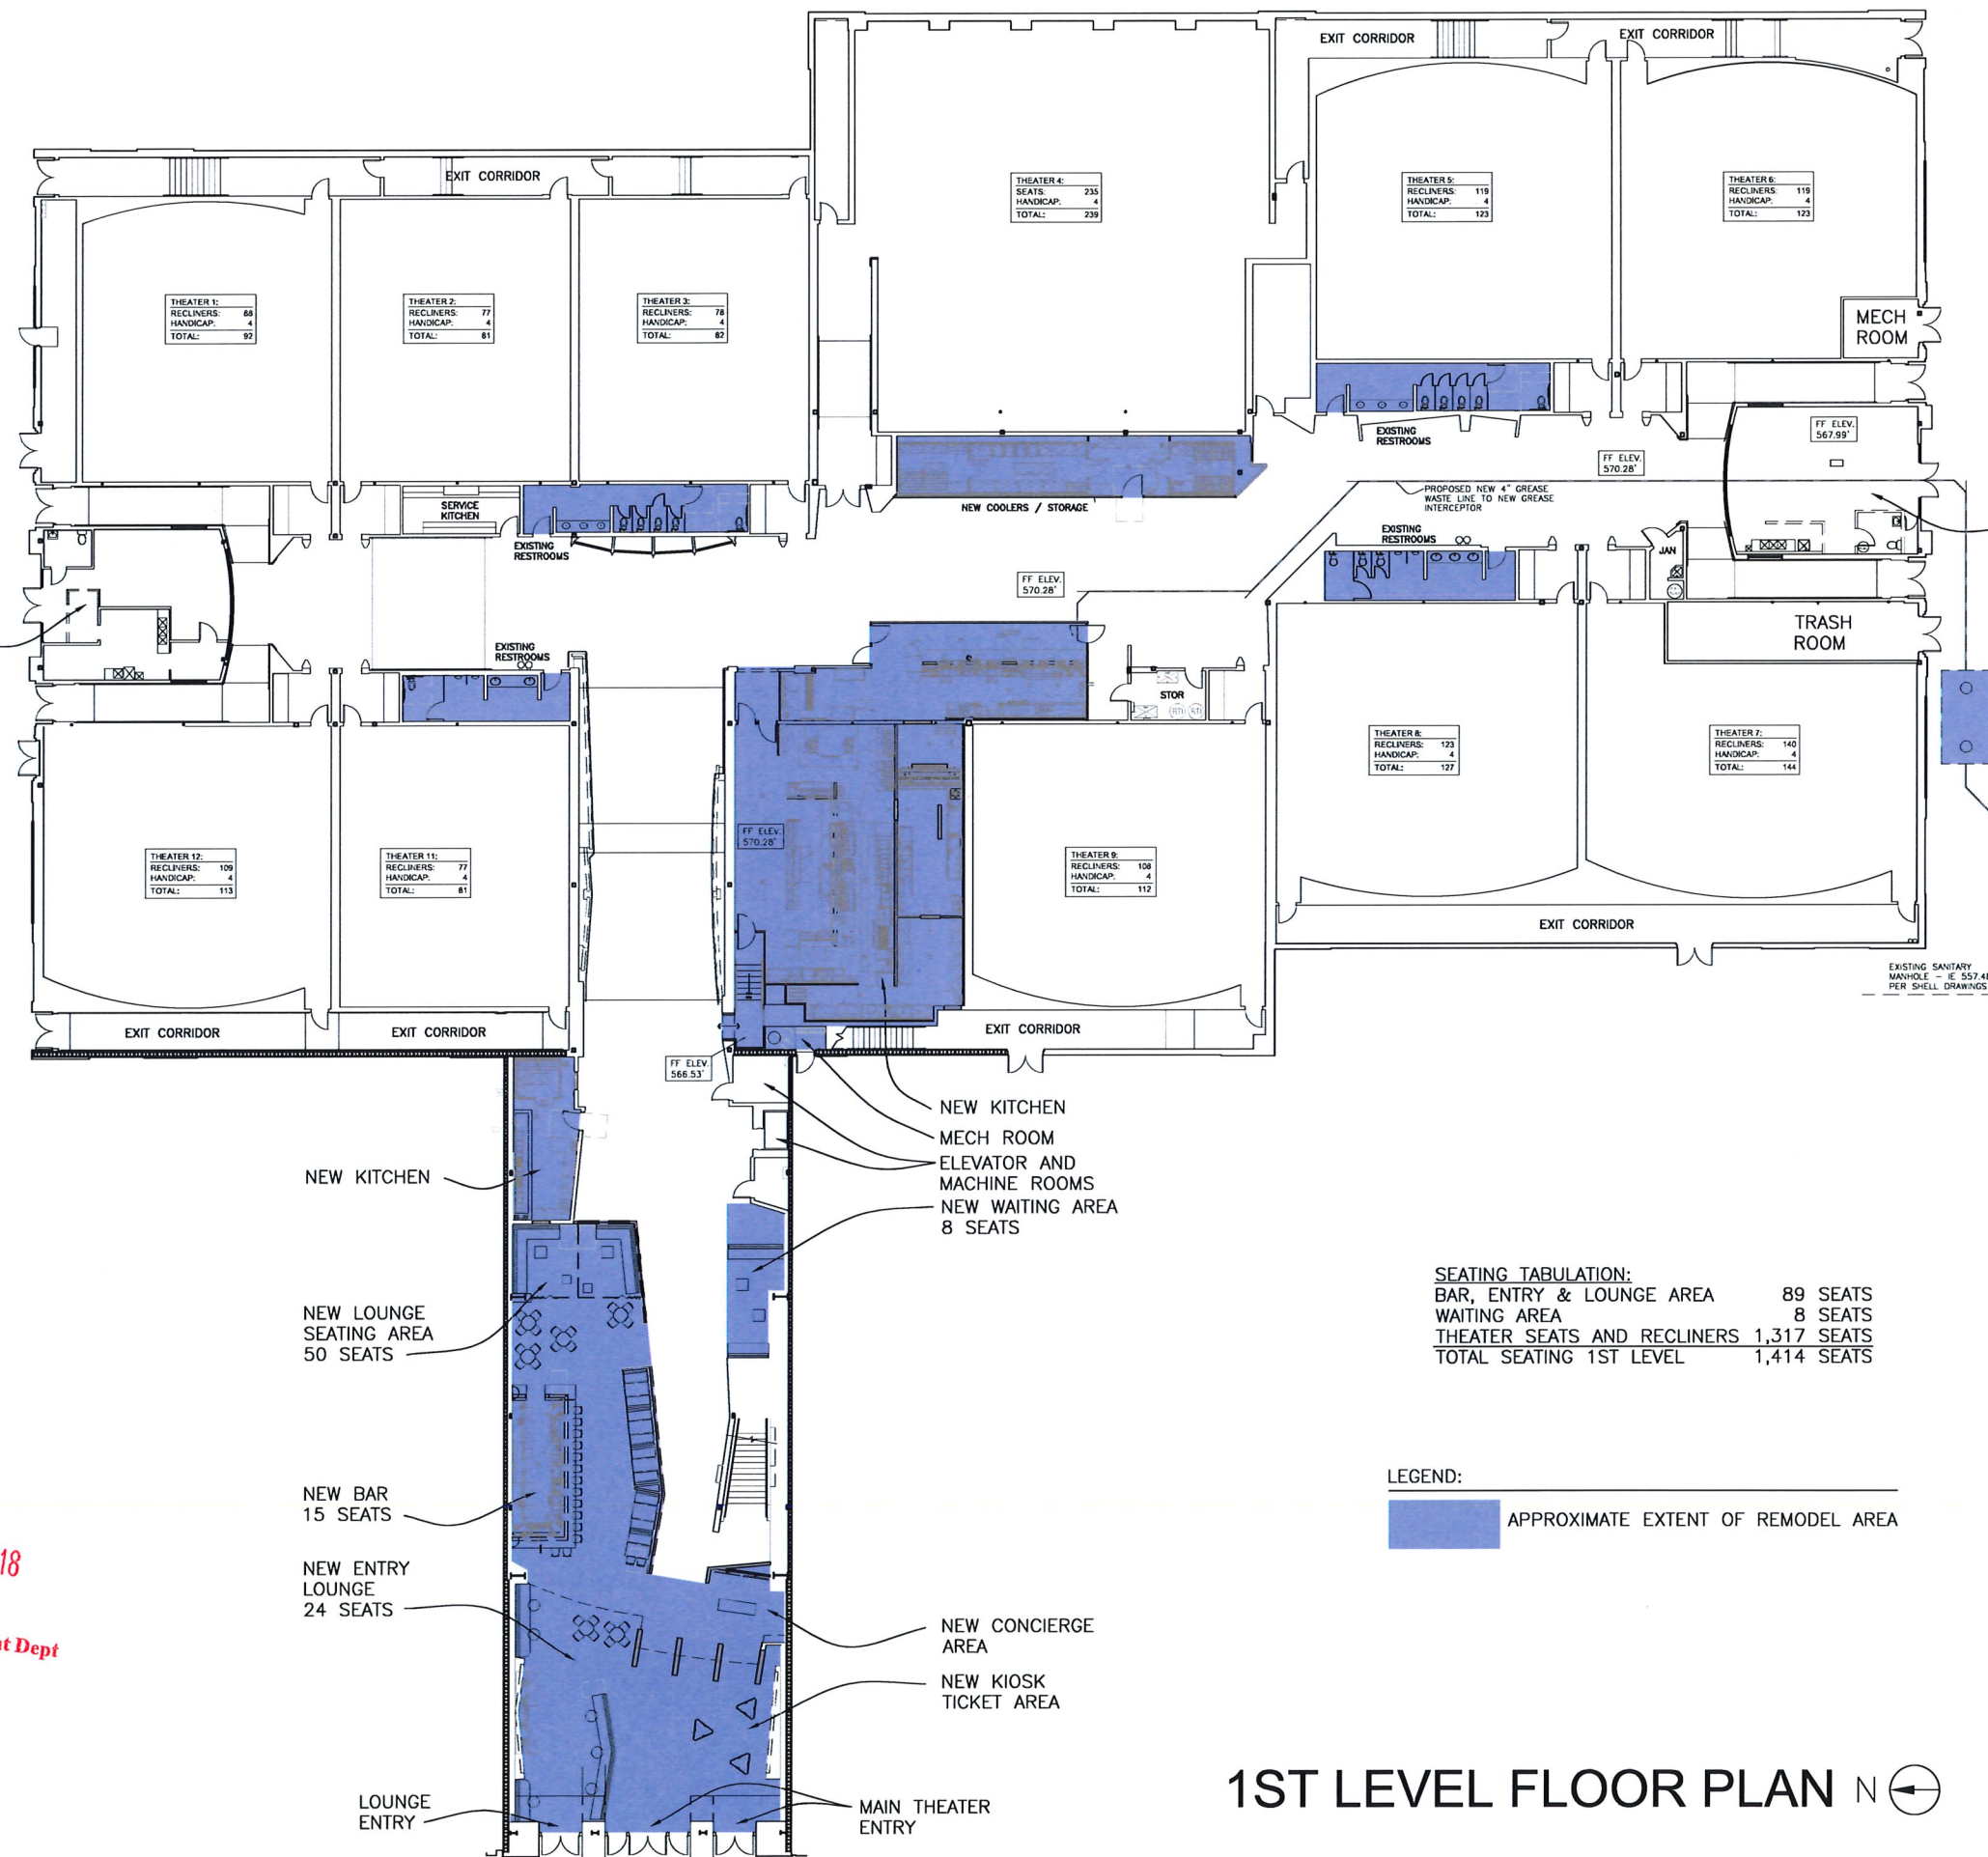 EXIT CORRIDOR
EXIT CORRIDOR
EXIT CORRIDOR
THEATER 4:
SEATS: 235
HANDICAP: 4
TOTAL: 239
THEATER 5:
RECLINERS: 119
HANDICAP: 4
TOTAL: 123
THEATER 6:
RECLINERS: 119
HANDICAP: 4
TOTAL: 123
THEATER 1:
RECLINERS: 88
HANDICAP: 4
TOTAL: 92
THEATER 2:
RECLINERS: 77
HANDICAP: 4
TOTAL: 81
THEATER 3:
RECLINERS: 78
HANDICAP: 4
TOTAL: 82
MECH
ROOM
FF ELEV.
567.99'
EXISTING
RESTROOMS
FF ELEV.
570.28'
PROPOSED NEW 4" GREASE
WASTE LINE TO NEW GREASE
INTERCEPTOR
SERVICE
KITCHEN
NEW COOLERS / STORAGE
EXISTING
RESTROOMS
EXISTING
RESTROOMS
JAN
FF ELEV.
570.28'
TRASH
ROOM
EXISTING
RESTROOMS
STOR
RTI
RTI
THEATER 8:
RECLINERS: 123
HANDICAP: 4
TOTAL: 127
THEATER 7:
RECLINERS: 140
HANDICAP: 4
TOTAL: 144
FF ELEV.
570.28'
THEATER 12:
RECLINERS: 109
HANDICAP: 4
TOTAL: 113
THEATER 11:
RECLINERS: 77
HANDICAP: 4
TOTAL: 81
THEATER 9:
RECLINERS: 108
HANDICAP: 4
TOTAL: 112
EXIT CORRIDOR
EXISTING SANITARY
MANHOLE - IE 557.48
PER SHELL DRAWINGS
EXIT CORRIDOR
EXIT CORRIDOR
EXIT CORRIDOR
FF ELEV.
566.53'
NEW KITCHEN
MECH ROOM
ELEVATOR AND
MACHINE ROOMS
NEW WAITING AREA
8 SEATS
NEW KITCHEN
NEW LOUNGE
SEATING AREA
50 SEATS
SEATING TABULATION:
BAR, ENTRY & LOUNGE AREA 89 SEATS
WAITING AREA 8 SEATS
THEATER SEATS AND RECLINERS 1,317 SEATS
TOTAL SEATING 1ST LEVEL 1,414 SEATS
LEGEND:
APPROXIMATE EXTENT OF REMODEL AREA
NEW BAR
15 SEATS
18
NEW ENTRY
LOUNGE
24 SEATS
nt Dept
NEW CONCIERGE
AREA
NEW KIOSK
TICKET AREA
LOUNGE
ENTRY
MAIN THEATER
ENTRY
1ST LEVEL FLOOR PLAN N